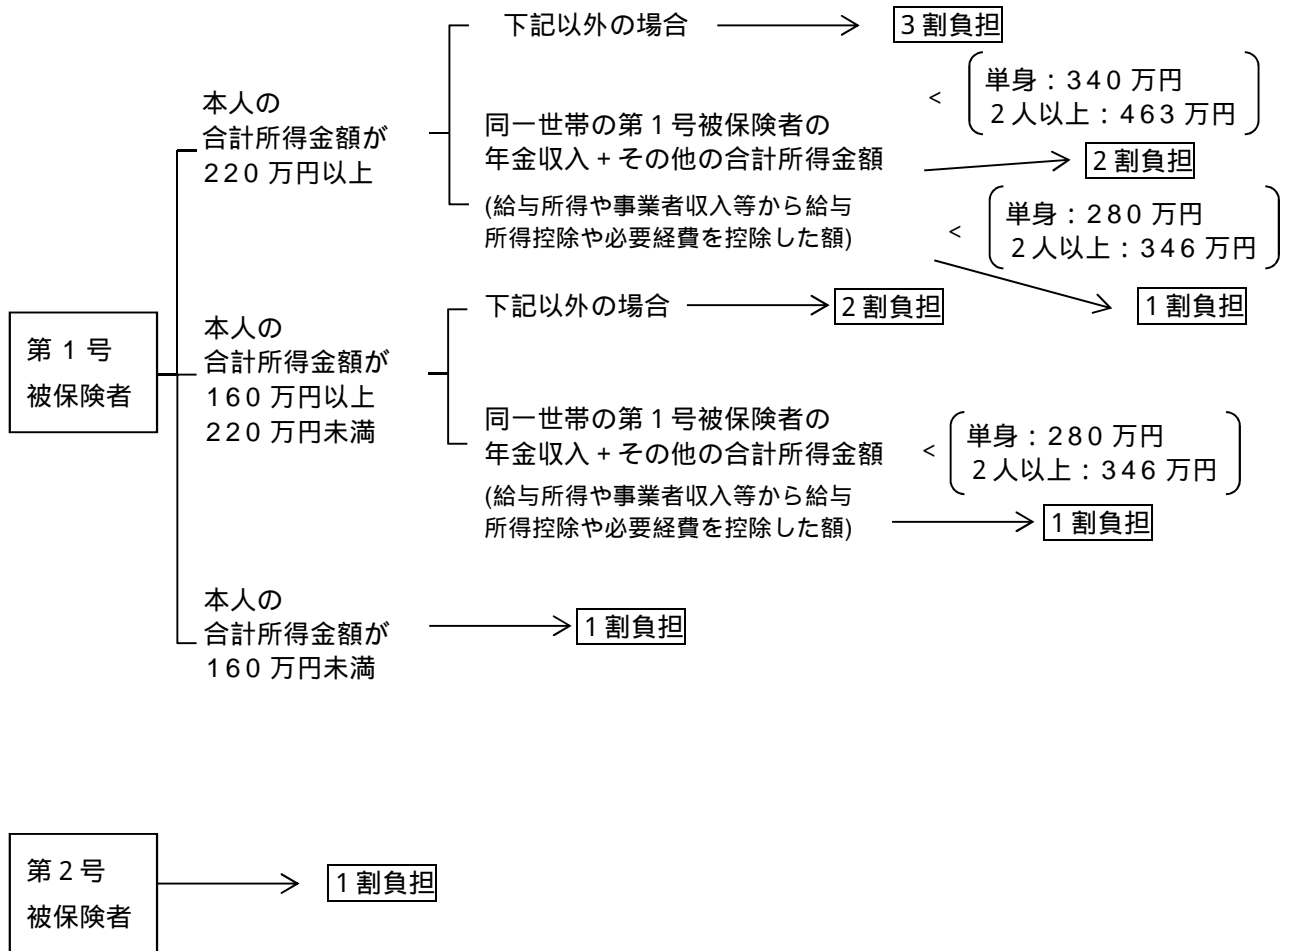 下記以外の場合
3割負担
本人の
合計所得金額が
220万円以上
同一世帯の第1号被保険者の
年金収入+その他の合計所得金額
(給与所得や事業者収入等から給与
所得控除や必要経費を控除した額)
<
単身:340万円
2人以上:463万円
2割負担
<
単身:280万円
2人以上:346万円
1割負担
第1号
被保険者
本人の
合計所得金額が
160万円以上
220万円未満
下記以外の場合
2割負担
同一世帯の第1号被保険者の
年金収入+その他の合計所得金額
(給与所得や事業者収入等から給与
所得控除や必要経費を控除した額)
<
単身:280万円
2人以上:346万円
1割負担
本人の
合計所得金額が
160万円未満
1割負担
第2号
被保険者
1割負担